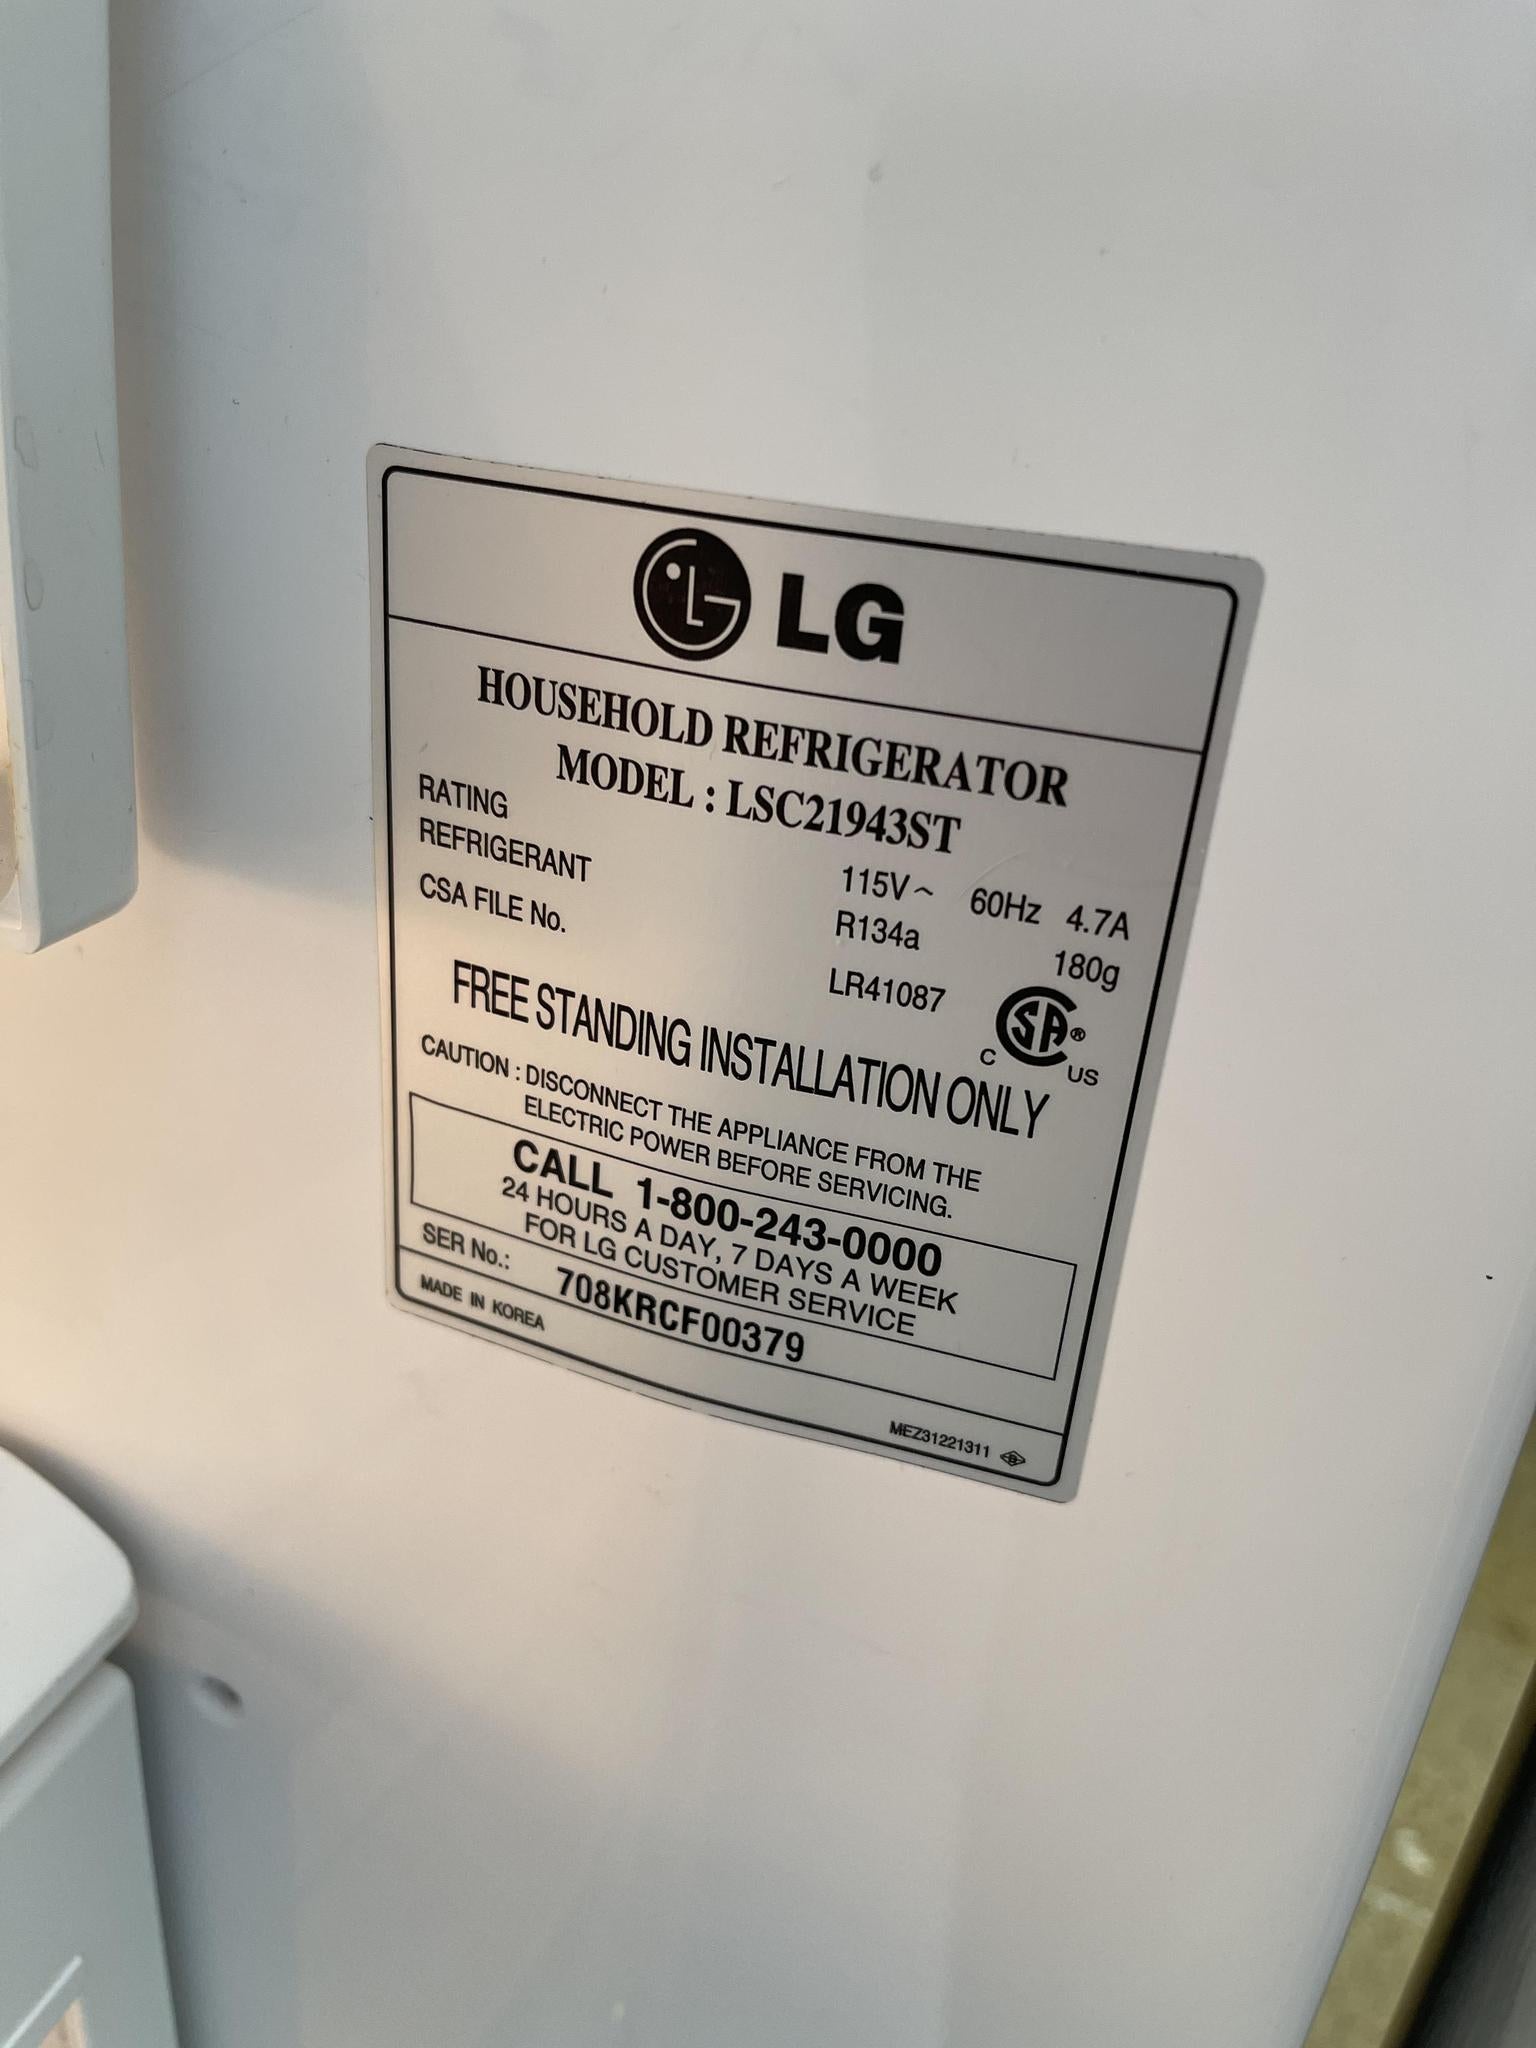 LG
HOUSEHOLD REFRIGERATOR
MODEL : LSC21943ST
RATING 115V~ 60Hz 4.7A
REFRIGERANT R134a 180g
CSA FILE No. LR41087
CSA®
C US
FREE STANDING INSTALLATION ONLY
CAUTION : DISCONNECT THE APPLIANCE FROM THE
ELECTRIC POWER BEFORE SERVICING.
CALL 1-800-243-0000
24 HOURS A DAY, 7 DAYS A WEEK
FOR LG CUSTOMER SERVICE
SER No.: 708KRCF00379
MADE IN KOREA
MEZ31221311 B